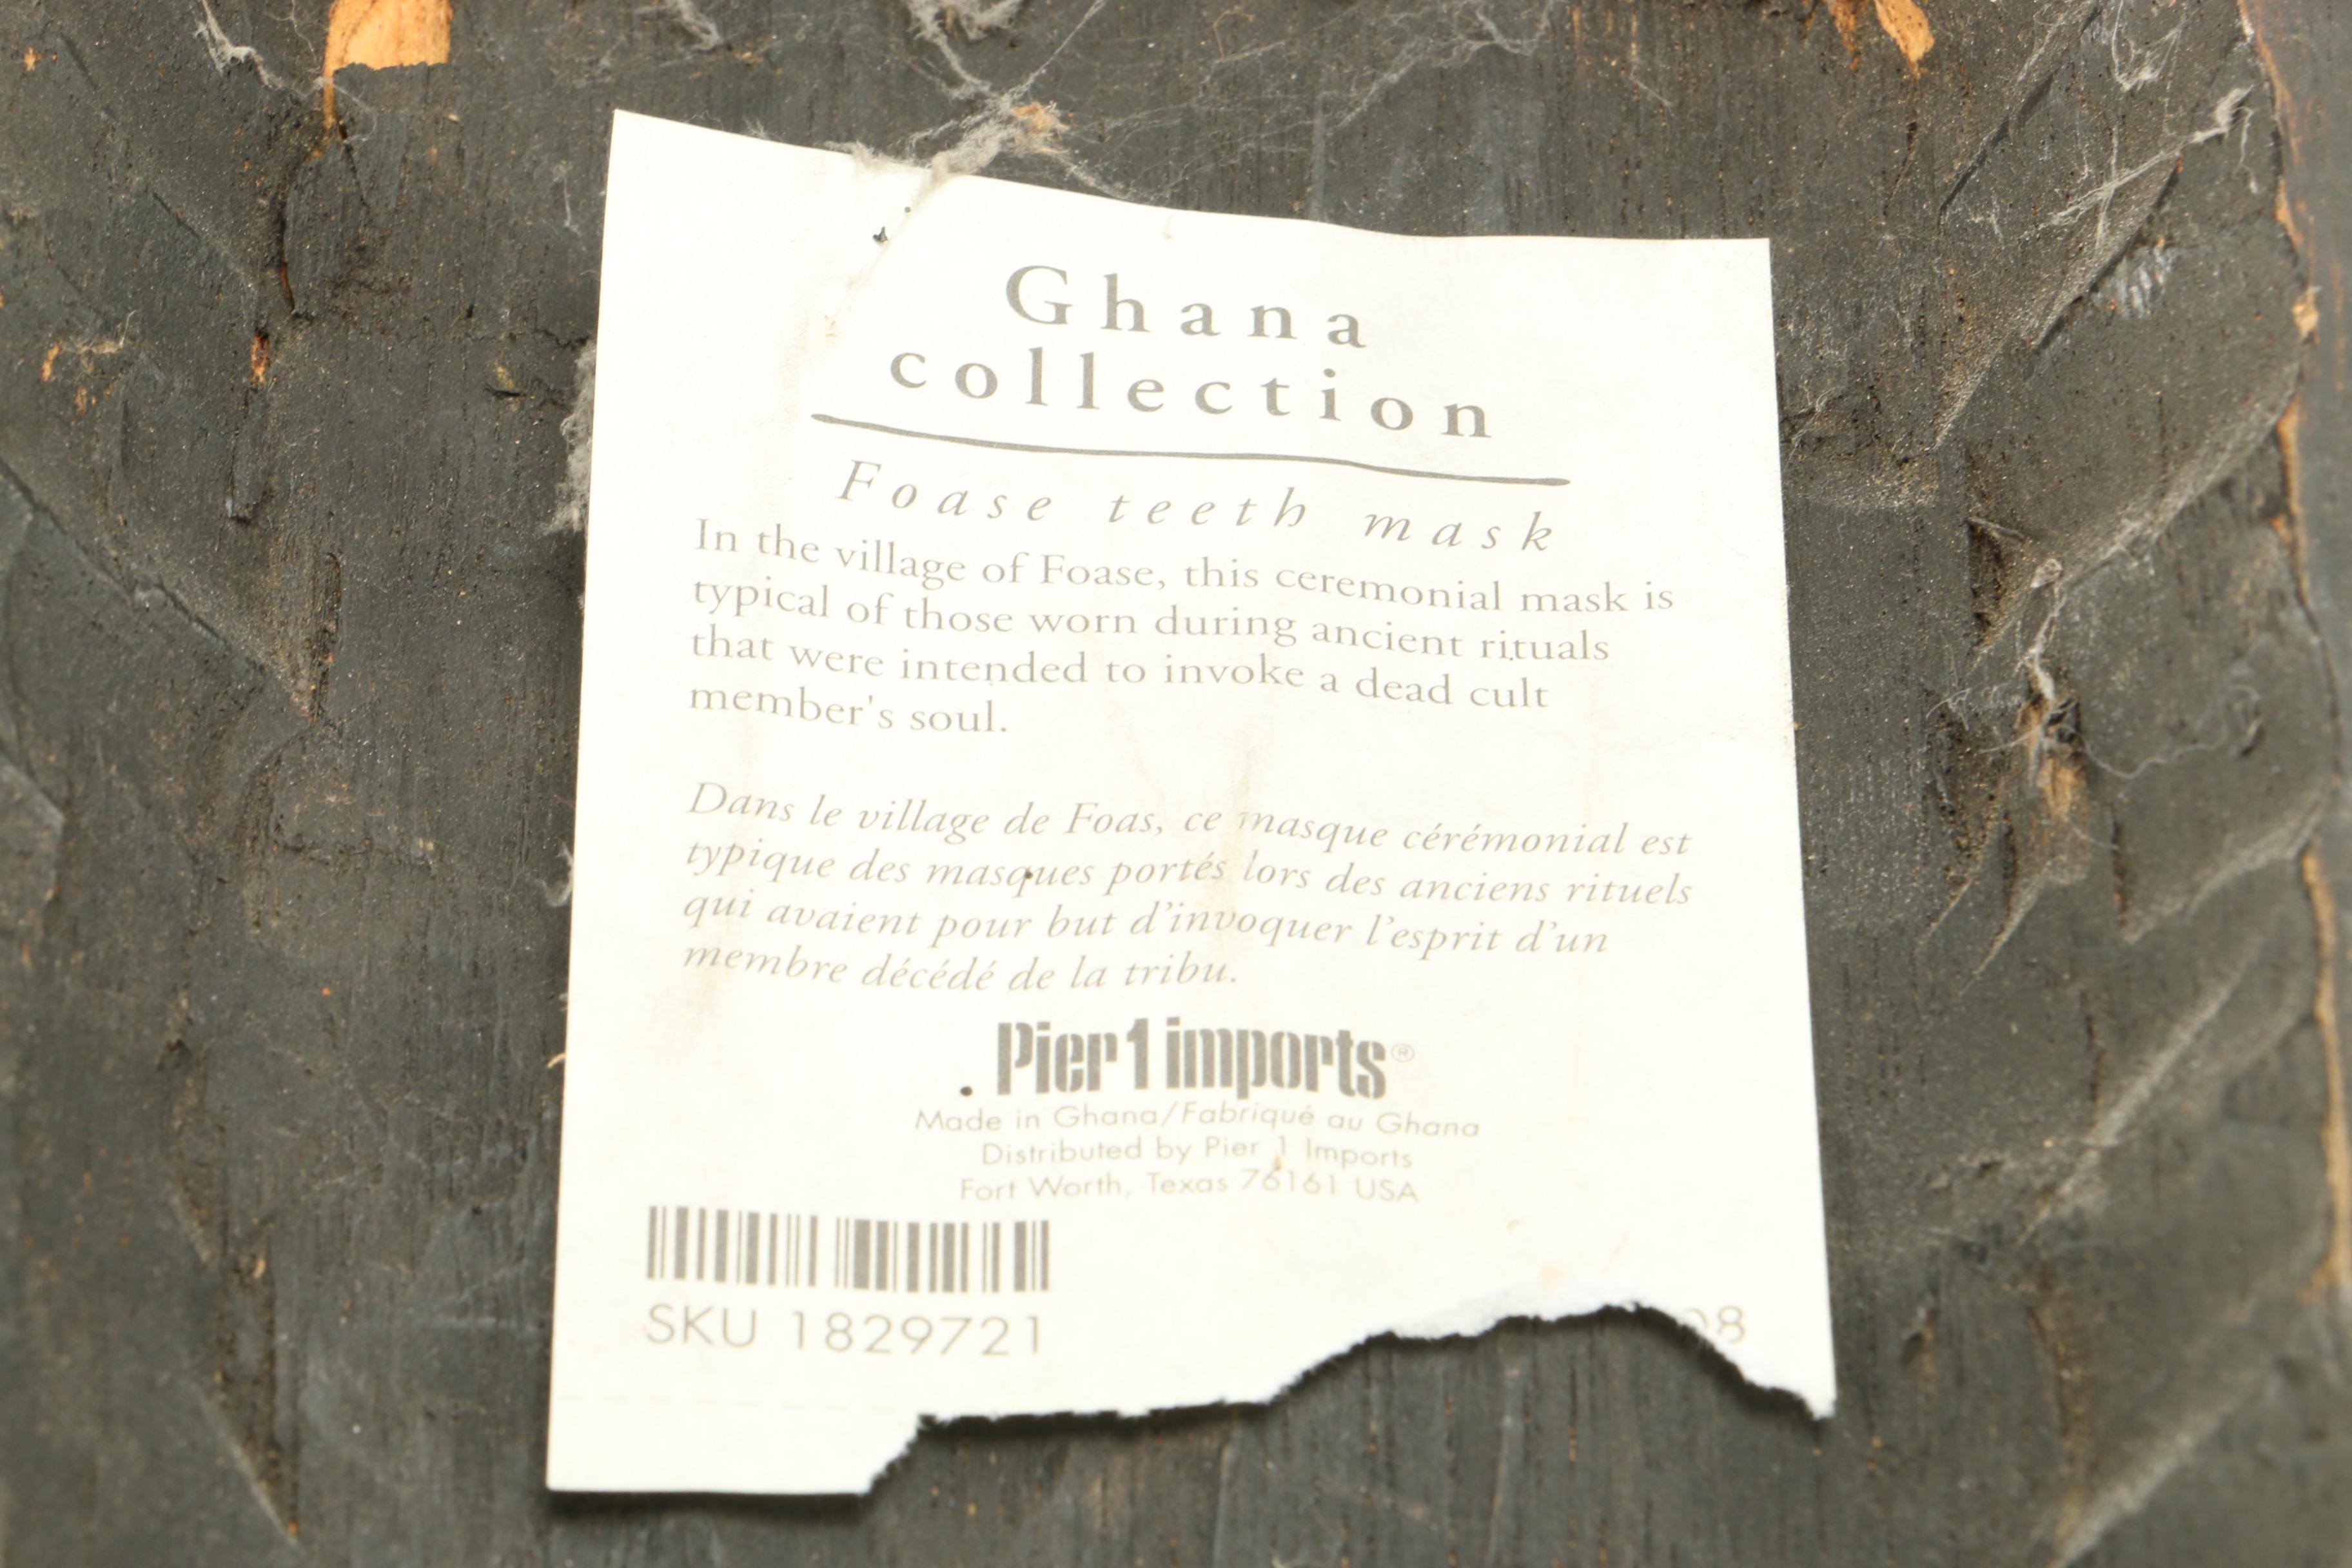 Ghana
collection
Foase teeth mask
In the village of Foase, this ceremonial mask is
typical of those worn during ancient rituals
that were intended to invoke a dead cult
member's soul.
Dans le village de Foas, ce masque cérémonial est
typique des masques portés lors des anciens rituels
qui avaient pour but d'invoquer l'esprit d'un
membre décédé de la tribu.
Pier 1 imports®
Made in Ghana/Fabriqué au Ghana
Distributed by Pier 1 Imports
Fort Worth, Texas 76161 USA
SKU 1829721